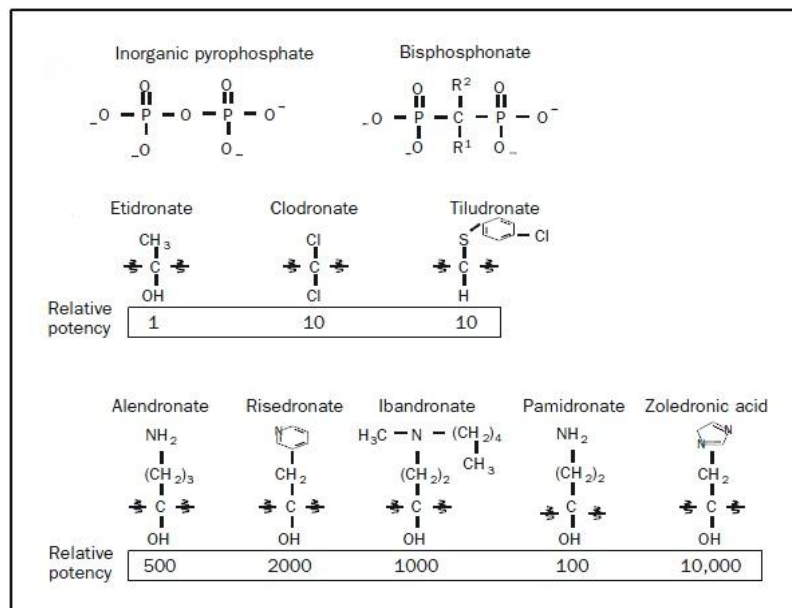 Inorganic pyrophosphate Bisphosphonate
O O O R² O
-O P O P O- -O P C P O-
-O O- -O R¹ O-
Etidronate Clodronate Tiludronate
CH3 Cl S Cl
C C C
OH Cl H
Relative potency 1 10 10
Alendronate Risedronate Ibandronate Pamidronate Zoledronic acid
NH2 N H3C — N — (CH2)4 NH2 N N
(CH2)3 CH2 (CH2)2 CH3 (CH2)2 CH2
C C C C C
OH OH OH OH OH
Relative potency 500 2000 1000 100 10,000